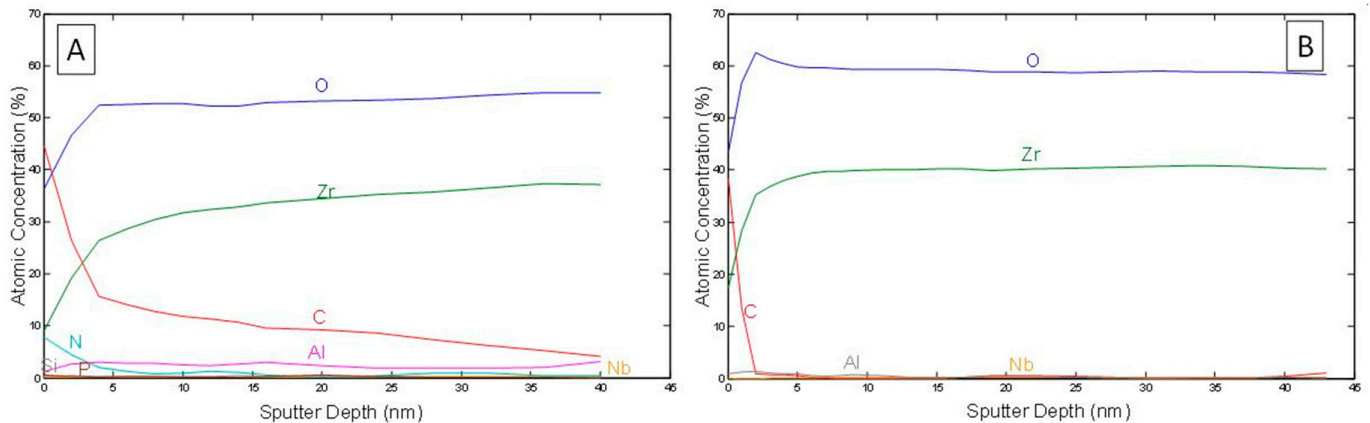 A
70
60
50
40
30
20
10
0
Atomic Concentration (%)
O
Zr
C
N
Al
Si
P
Nb
0 5 10 15 20 25 30 35 40 45
Sputter Depth (nm)
B
70
60
50
40
30
20
10
0
Atomic Concentration (%)
O
Zr
C
Al
Nb
0 5 10 15 20 25 30 35 40 45
Sputter Depth (nm)